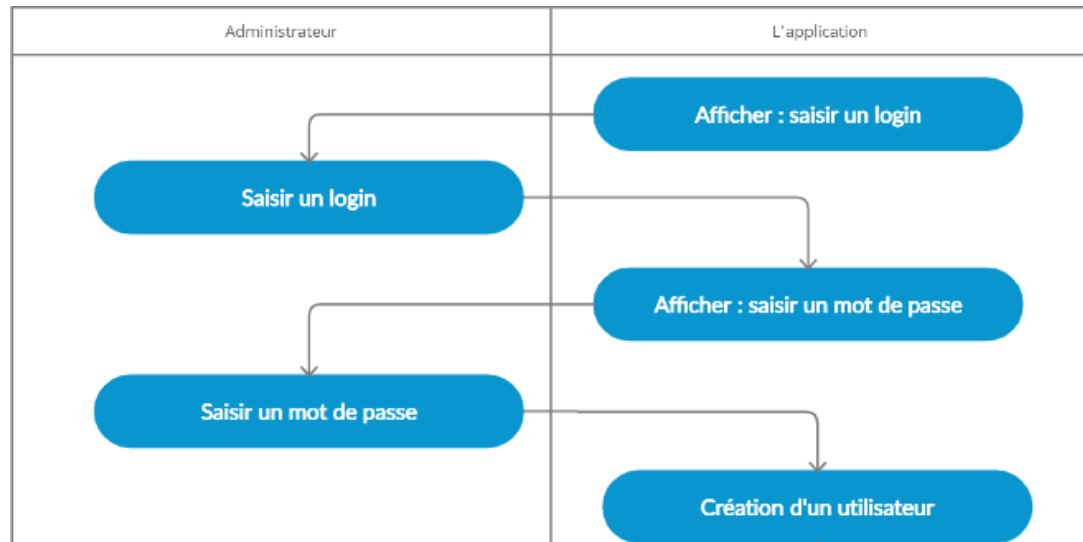 Administrateur
L'application
Afficher : saisir un login
Saisir un login
Afficher : saisir un mot de passe
Saisir un mot de passe
Création d'un utilisateur